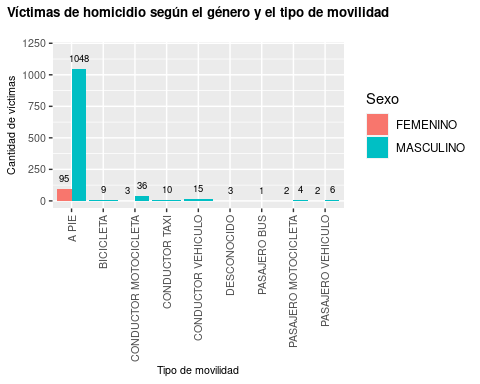 Víctimas de homicidio según el género y el tipo de movilidad
Cantidad de víctimas
1250
1000
750
500
250
0
95
1048
9
3
36
10
15
3
1
2
4
2
6
A PIE
BICICLETA
CONDUCTOR MOTOCICLETA
CONDUCTOR TAXI
CONDUCTOR VEHICULO
DESCONOCIDO
PASAJERO BUS
PASAJERO MOTOCICLETA
PASAJERO VEHICULO
Tipo de movilidad
Sexo
FEMENINO
MASCULINO